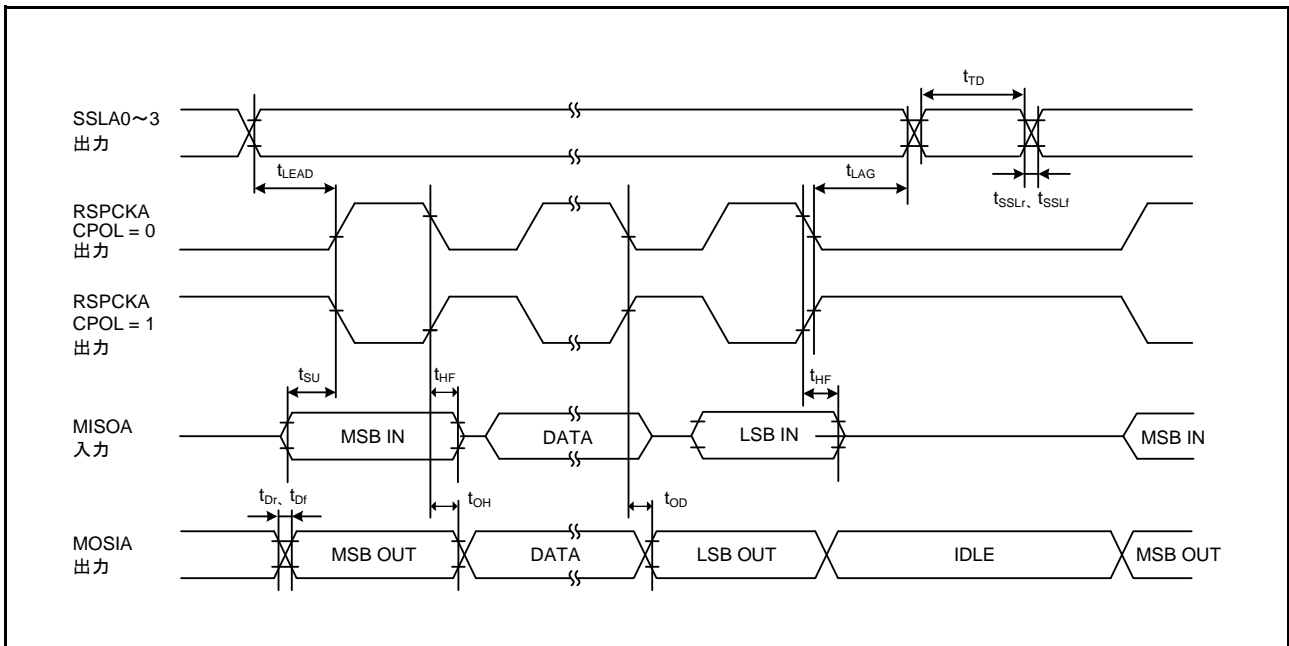 SSLA0～3
出力
tTD
tLEAD
tLAG
tSSLr、tSSLf
RSPCKA
CPOL = 0
出力
RSPCKA
CPOL = 1
出力
tSU
tHF
tHF
MISOA
入力
MSB IN
DATA
LSB IN
MSB IN
tDr、tDf
tOH
tOD
MOSIA
出力
MSB OUT
DATA
LSB OUT
IDLE
MSB OUT